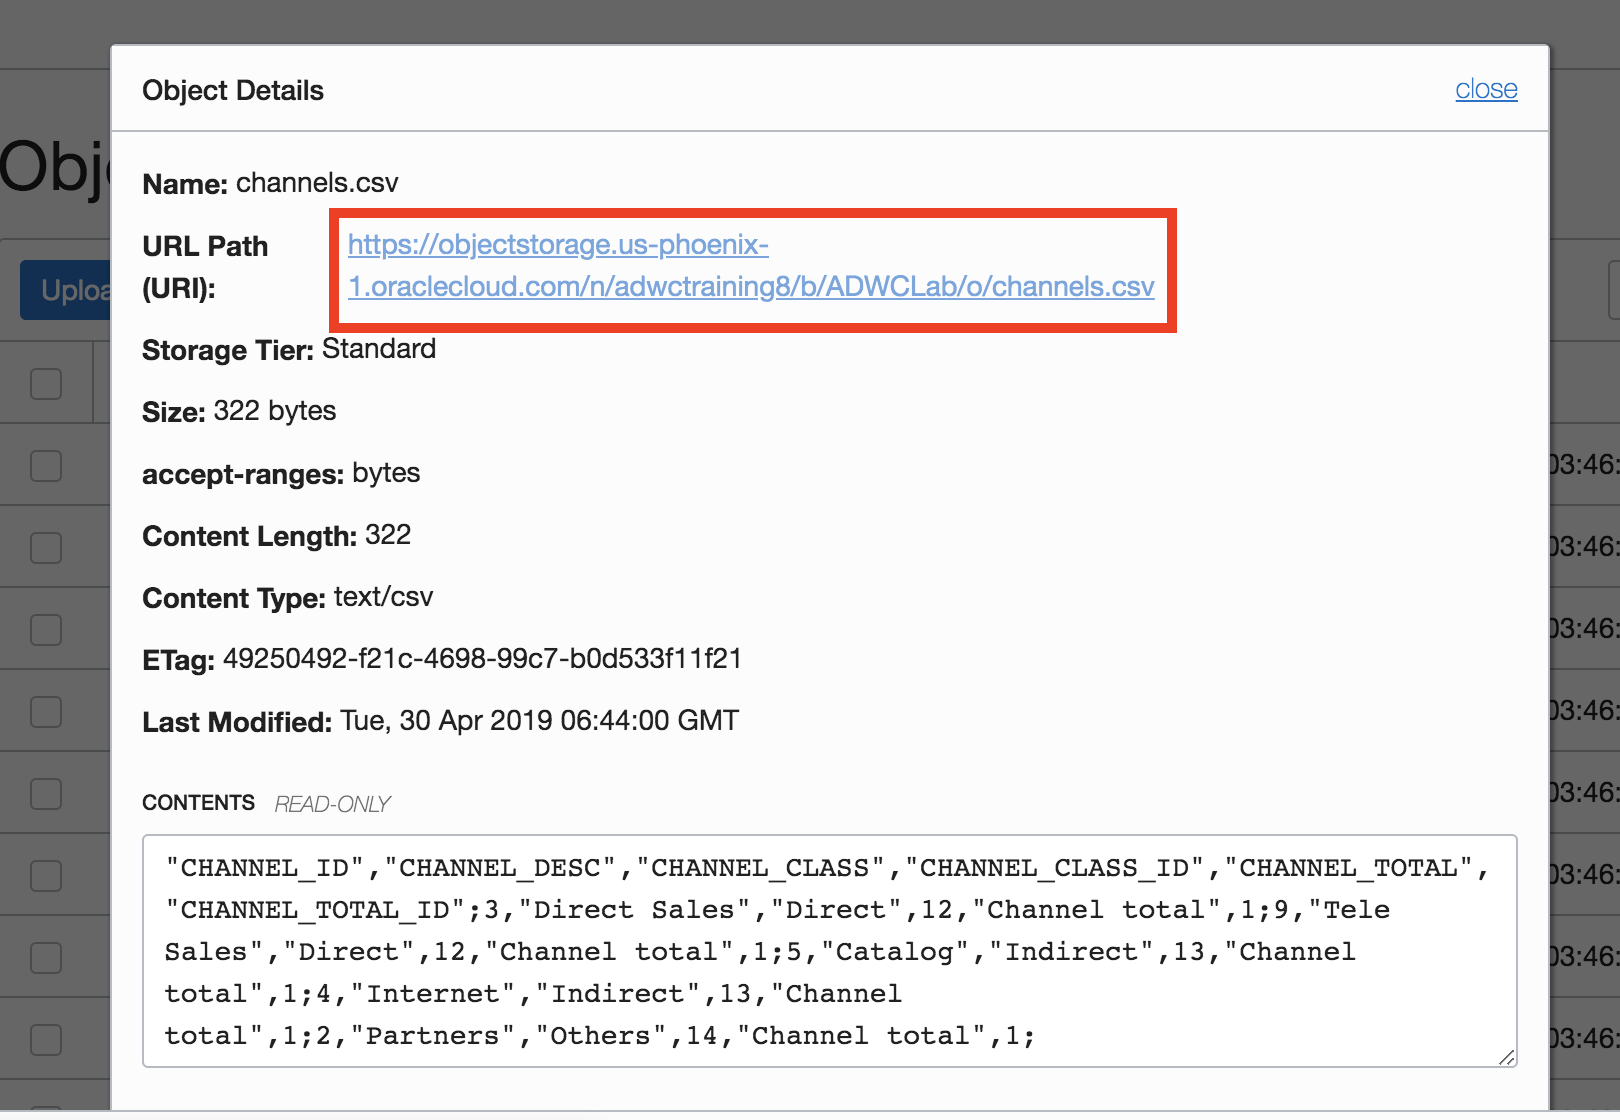 Object Details
close
Obj
Name: channels.csv
URL Path
(URI):
https://objectstorage.us-phoenix-
1.oraclecloud.com/n/adwctraining8/b/ADWCLab/o/channels.csv
Uploa
Storage Tier: Standard
Size: 322 bytes
accept-ranges: bytes
03:46:
Content Length: 322
03:46:
Content Type: text/csv
03:46:
ETag: 49250492-f21c-4698-99c7-b0d533f11f21
Last Modified: Tue, 30 Apr 2019 06:44:00 GMT
03:46:
CONTENTS READ-ONLY
03:46:
"CHANNEL_ID","CHANNEL_DESC","CHANNEL_CLASS","CHANNEL_CLASS_ID","CHANNEL_TOTAL",
03:46:
"CHANNEL_TOTAL_ID";3,"Direct Sales","Direct",12,"Channel total",1;9,"Tele
Sales","Direct",12,"Channel total",1;5,"Catalog","Indirect",13,"Channel
03:46:
total",1;4,"Internet","Indirect",13,"Channel
total",1;2,"Partners","Others",14,"Channel total",1;
03:46: